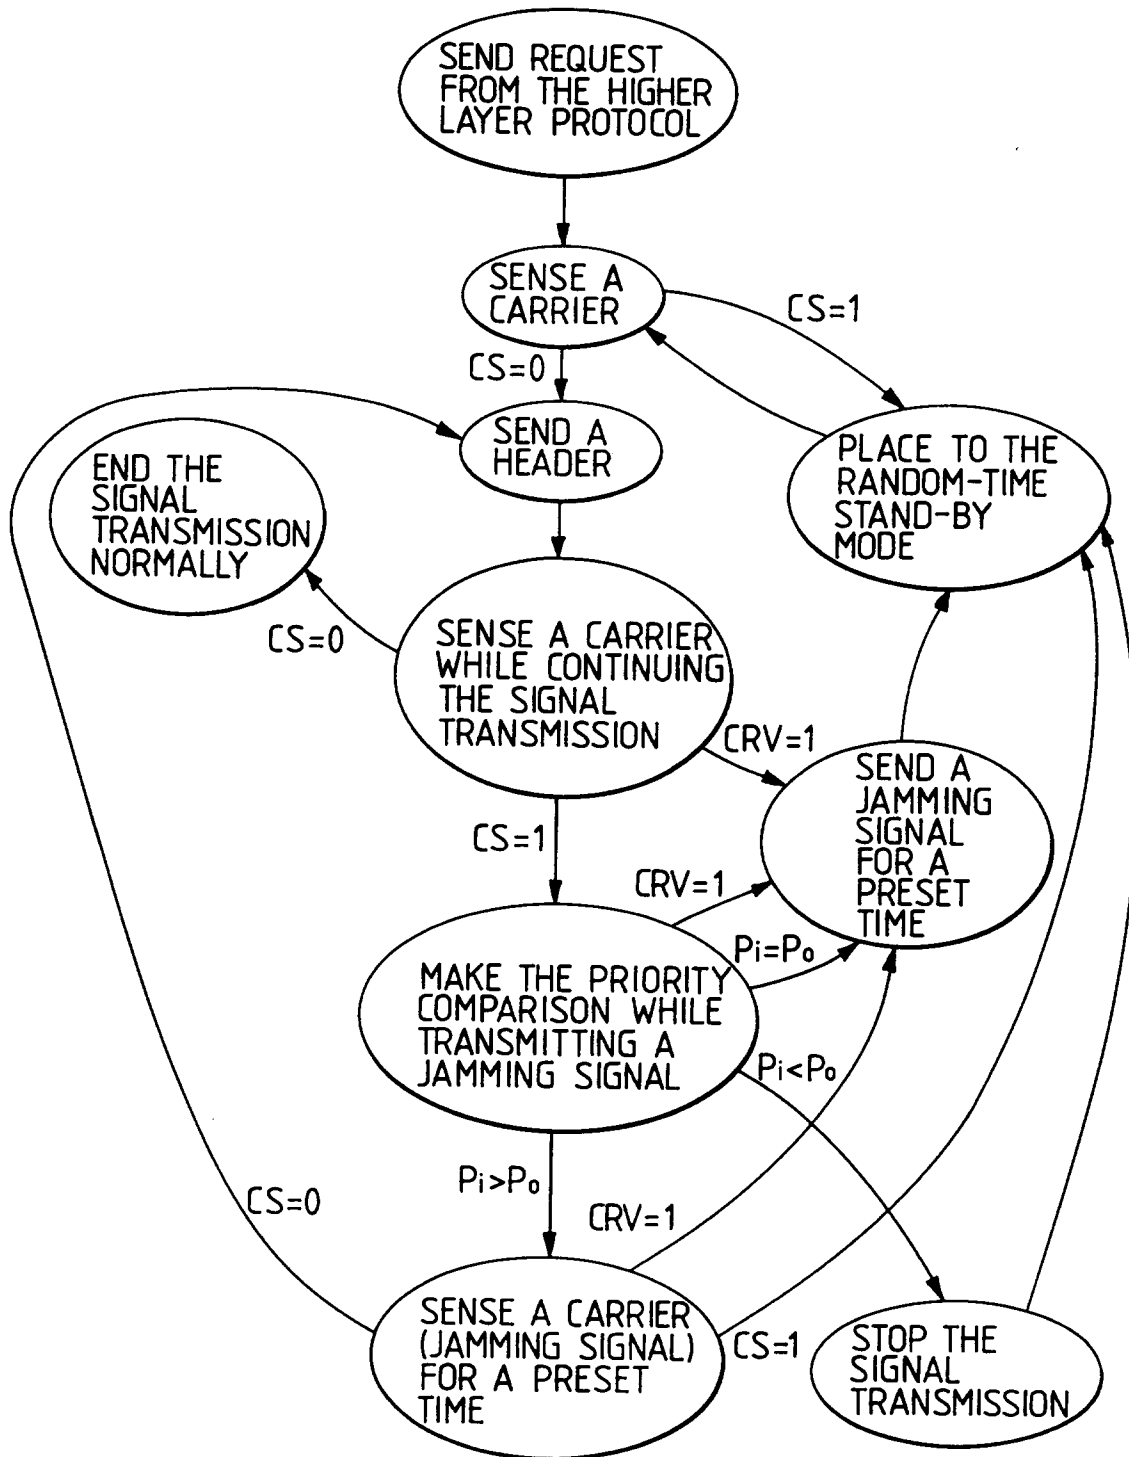 SEND REQUEST
FROM THE HIGHER
LAYER PROTOCOL
SENSE A
CARRIER
CS=1
CS=0
SEND A
HEADER
PLACE TO THE
RANDOM-TIME
STAND-BY
MODE
END THE
SIGNAL
TRANSMISSION
NORMALLY
CS=0
SENSE A CARRIER
WHILE CONTINUING
THE SIGNAL
TRANSMISSION
CRV=1
SEND A
JAMMING
SIGNAL
FOR A
PRESET
TIME
CS=1
CRV=1
Pi=Po
MAKE THE PRIORITY
COMPARISON WHILE
TRANSMITTING A
JAMMING SIGNAL
Pi<Po
Pi>Po
CS=0
CRV=1
SENSE A CARRIER
(JAMMING SIGNAL)
FOR A PRESET
TIME
CS=1
STOP THE
SIGNAL
TRANSMISSION